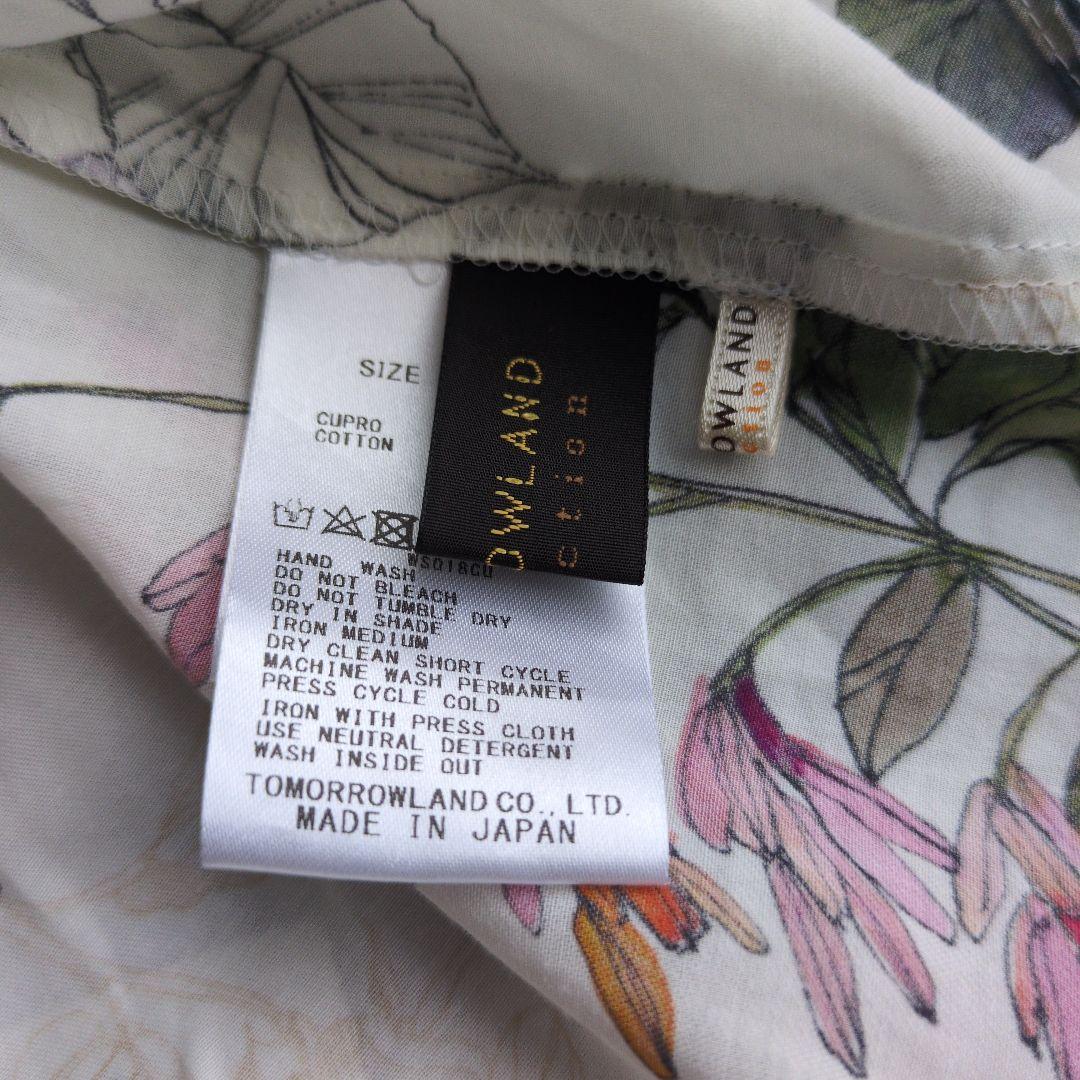 SIZE
CUPRO
COTTON
WSQ18CU
HAND WASH
DO NOT BLEACH
DO NOT TUMBLE DRY
DRY IN SHADE
IRON MEDIUM
DRY CLEAN SHORT CYCLE
MACHINE WASH PERMANENT
PRESS CYCLE COLD
IRON WITH PRESS CLOTH
USE NEUTRAL DETERGENT
WASH INSIDE OUT
TOMORROWLAND CO., LTD.
MADE IN JAPAN
OWLAND
ction
OWLAND
ction